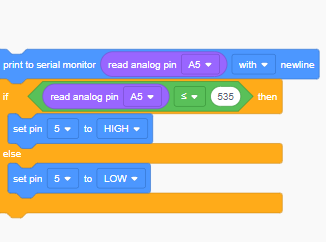 print to serial monitor read analog pin A5 with newline
if read analog pin A5 ≤ 535 then
set pin 5 to HIGH
else
set pin 5 to LOW